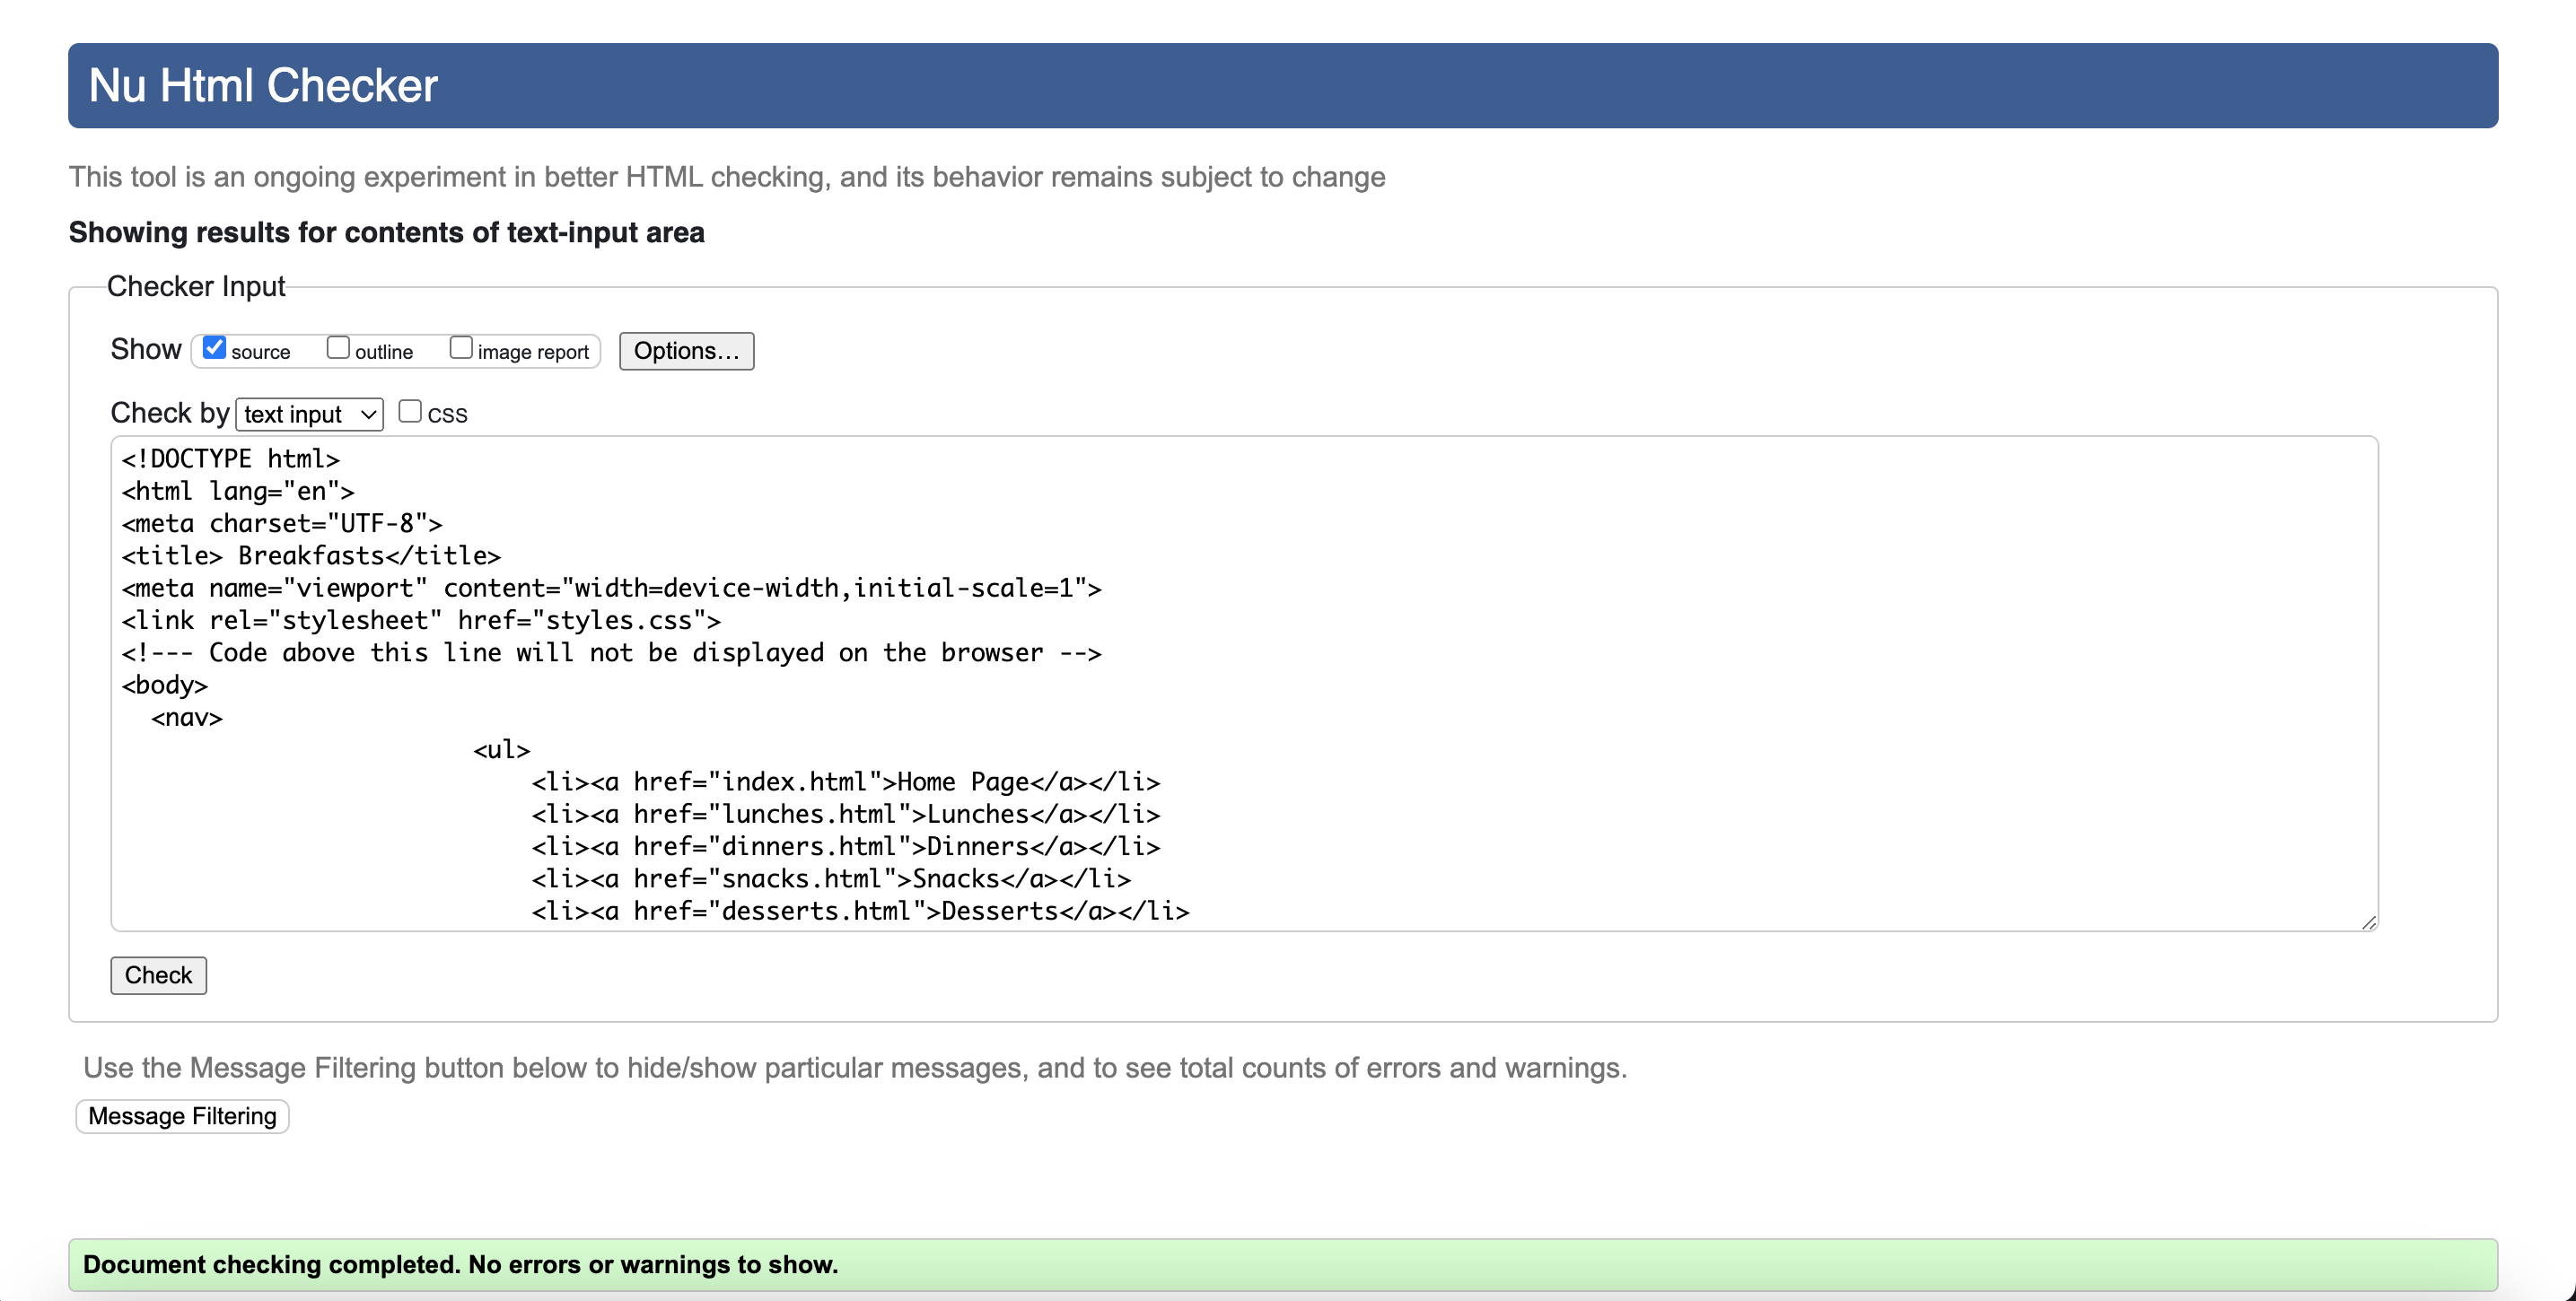 Nu Html Checker
This tool is an ongoing experiment in better HTML checking, and its behavior remains subject to change
Showing results for contents of text-input area
Checker Input
Show source outline image report Options...
Check by text input css
<!DOCTYPE html>
<html lang="en">
<meta charset="UTF-8">
<title> Breakfasts</title>
<meta name="viewport" content="width=device-width,initial-scale=1">
<link rel="stylesheet" href="styles.css">
<!--- Code above this line will not be displayed on the browser -->
<body>
<nav>
<ul>
<li><a href="index.html">Home Page</a></li>
<li><a href="lunches.html">Lunches</a></li>
<li><a href="dinners.html">Dinners</a></li>
<li><a href="snacks.html">Snacks</a></li>
<li><a href="desserts.html">Desserts</a></li>
Check
Use the Message Filtering button below to hide/show particular messages, and to see total counts of errors and warnings.
Message Filtering
Document checking completed. No errors or warnings to show.